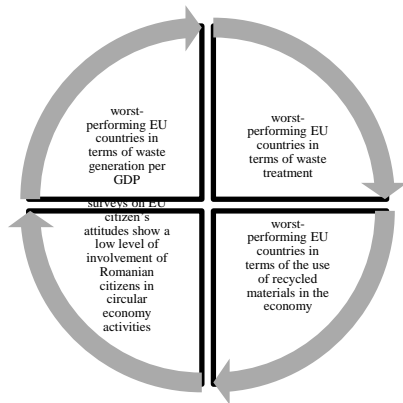 worst-
performing EU
countries in
terms of waste
generation per
GDP
worst-
performing EU
countries in
terms of waste
treatment
surveys on EU
citizen's
attitudes show a
low level of
involvement of
Romanian
citizens in
circular
economy
activities
worst-
performing EU
countries in
terms of the use
of recycled
materials in the
economy